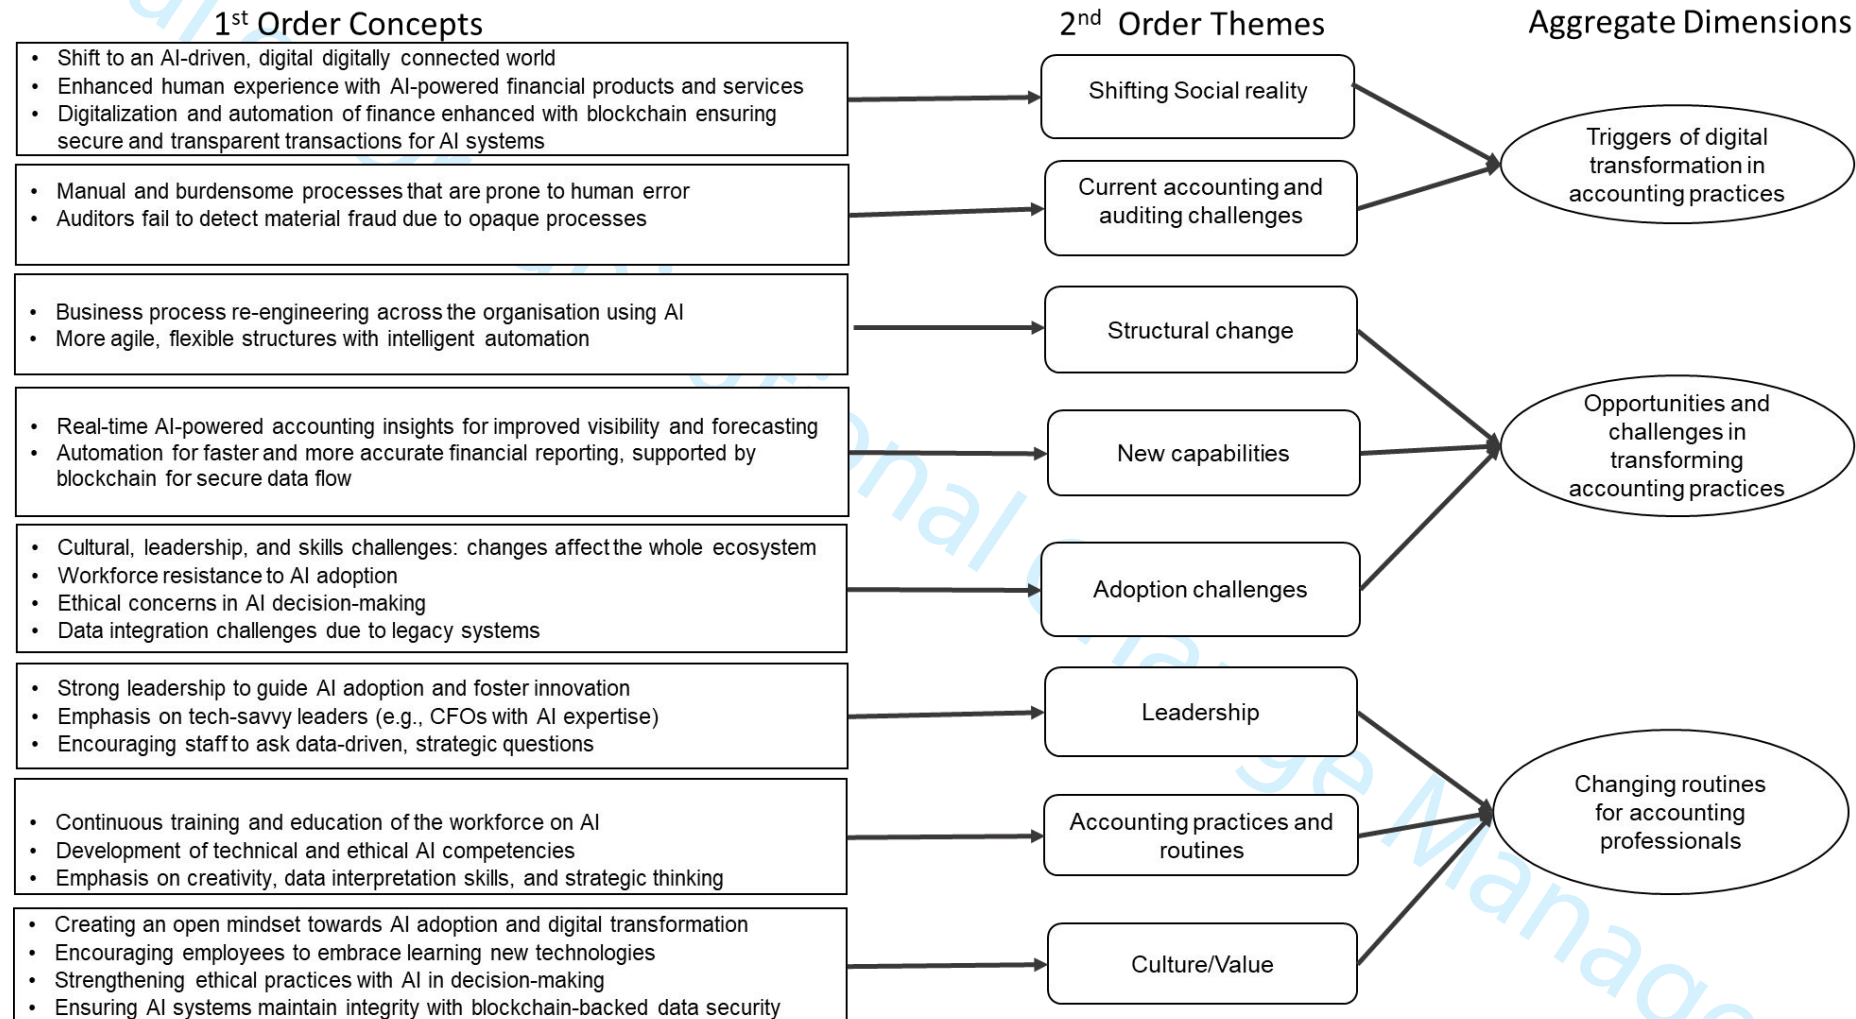 1st Order Concepts
2nd Order Themes
Aggregate Dimensions
• Shift to an AI-driven, digital digitally connected world
• Enhanced human experience with AI-powered financial products and services
• Digitalization and automation of finance enhanced with blockchain ensuring
secure and transparent transactions for AI systems
Shifting Social reality
Triggers of digital
transformation in
accounting practices
• Manual and burdensome processes that are prone to human error
• Auditors fail to detect material fraud due to opaque processes
Current accounting and
auditing challenges
• Business process re-engineering across the organisation using AI
• More agile, flexible structures with intelligent automation
Structural change
Opportunities and
challenges in
transforming
accounting practices
• Real-time AI-powered accounting insights for improved visibility and forecasting
• Automation for faster and more accurate financial reporting, supported by
blockchain for secure data flow
New capabilities
• Cultural, leadership, and skills challenges: changes affect the whole ecosystem
• Workforce resistance to AI adoption
• Ethical concerns in AI decision-making
• Data integration challenges due to legacy systems
Adoption challenges
• Strong leadership to guide AI adoption and foster innovation
• Emphasis on tech-savvy leaders (e.g., CFOs with AI expertise)
• Encouraging staff to ask data-driven, strategic questions
Leadership
Changing routines
for accounting
professionals
• Continuous training and education of the workforce on AI
• Development of technical and ethical AI competencies
• Emphasis on creativity, data interpretation skills, and strategic thinking
Accounting practices and
routines
• Creating an open mindset towards AI adoption and digital transformation
• Encouraging employees to embrace learning new technologies
• Strengthening ethical practices with AI in decision-making
• Ensuring AI systems maintain integrity with blockchain-backed data security
Culture/Value